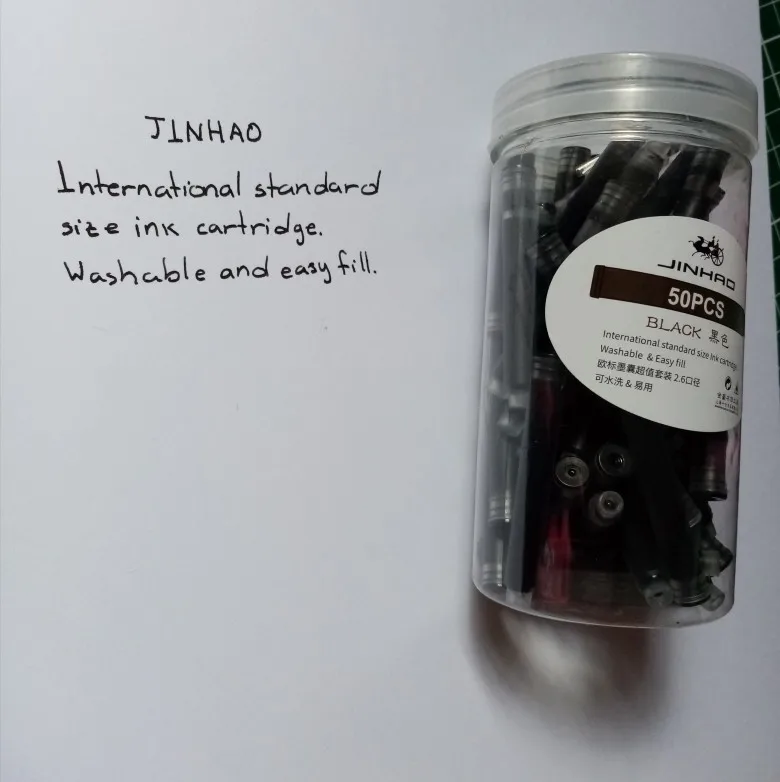 JINHAO
International standard
size ink cartridge.
Washable and easy fill.
JINHAO
50PCS
BLACK 黑色
International standard size Ink cartridge
Washable & Easy fill
欧标墨囊超值套装 2.6口径
可水洗 & 易用